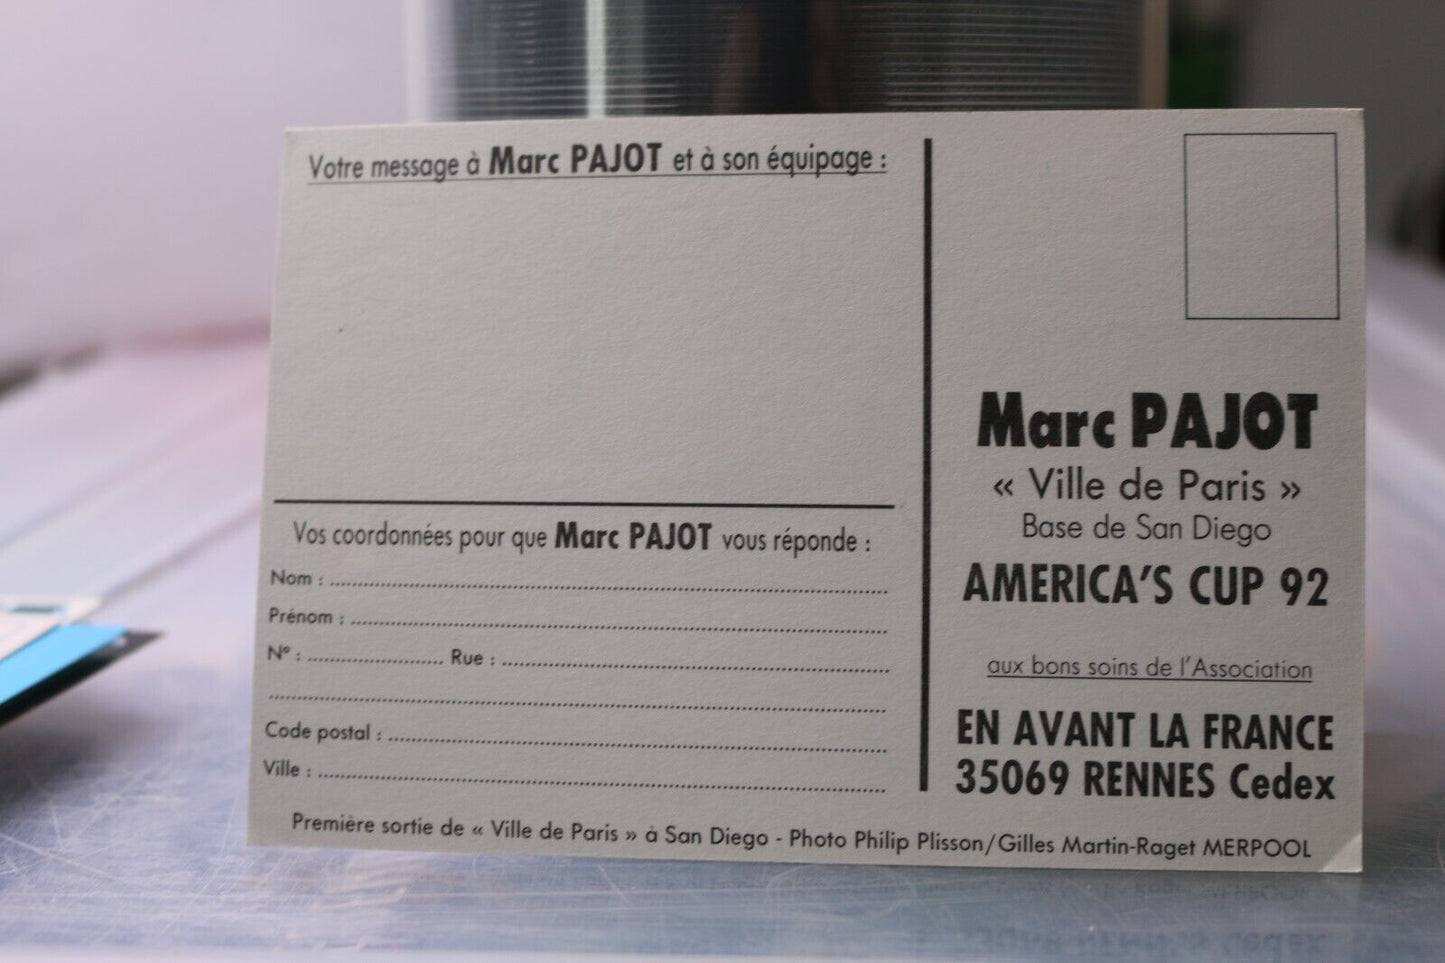 Votre message à Marc PAJOT et à son équipage :
Vos coordonnées pour que Marc PAJOT vous réponde :
Nom : ........
Prénom : ........
N° : ........ Rue : ........
........
Code postal : ........
Ville : ........
Marc PAJOT
« Ville de Paris »
Base de San Diego
AMERICA'S CUP 92
aux bons soins de l'Association
EN AVANT LA FRANCE
35069 RENNES Cedex
Première sortie de « Ville de Paris » à San Diego - Photo Philip Plisson/Gilles Martin-Raget MERPOOL